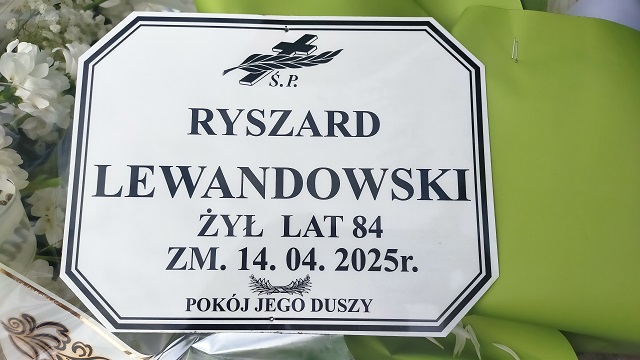 Ś.P.
RYSZARD
LEWANDOWSKI
ŻYŁ LAT 84
ZM. 14. 04. 2025r.
POKÓJ JEGO DUSZY